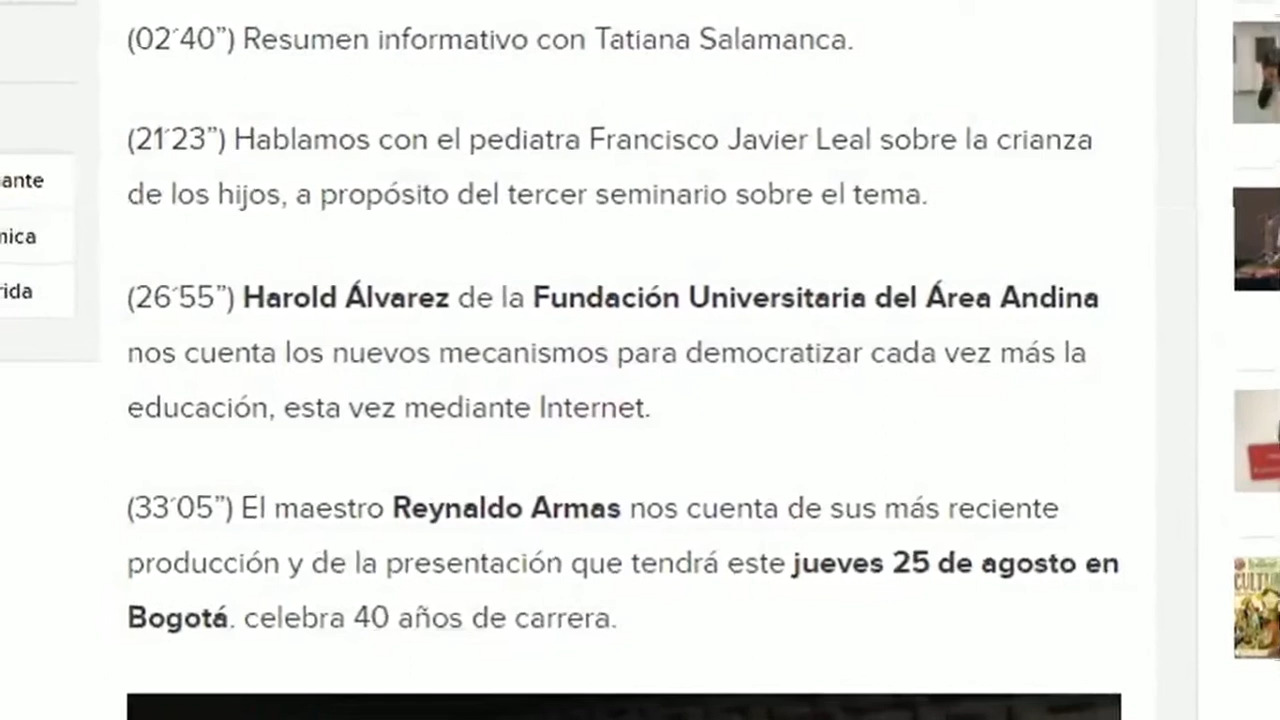 (02´40”) Resumen informativo con Tatiana Salamanca.
(21´23”) Hablamos con el pediatra Francisco Javier Leal sobre la crianza
de los hijos, a propósito del tercer seminario sobre el tema.
ante
nica
rida
(26´55”) Harold Álvarez de la Fundación Universitaria del Área Andina
nos cuenta los nuevos mecanismos para democratizar cada vez más la
educación, esta vez mediante Internet.
(33´05”) El maestro Reynaldo Armas nos cuenta de sus más reciente
producción y de la presentación que tendrá este jueves 25 de agosto en
Bogotá. celebra 40 años de carrera.